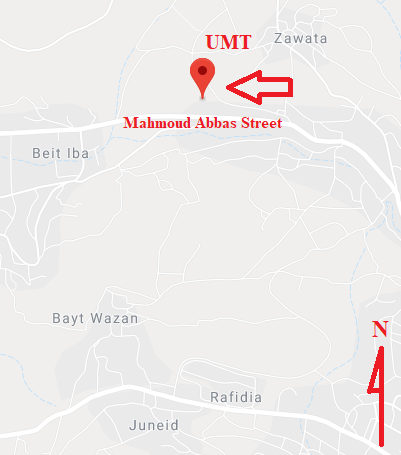 Zawata
UMT
Mahmoud Abbas Street
Beit Iba
Bayt Wazan
N
Rafidia
Juneid